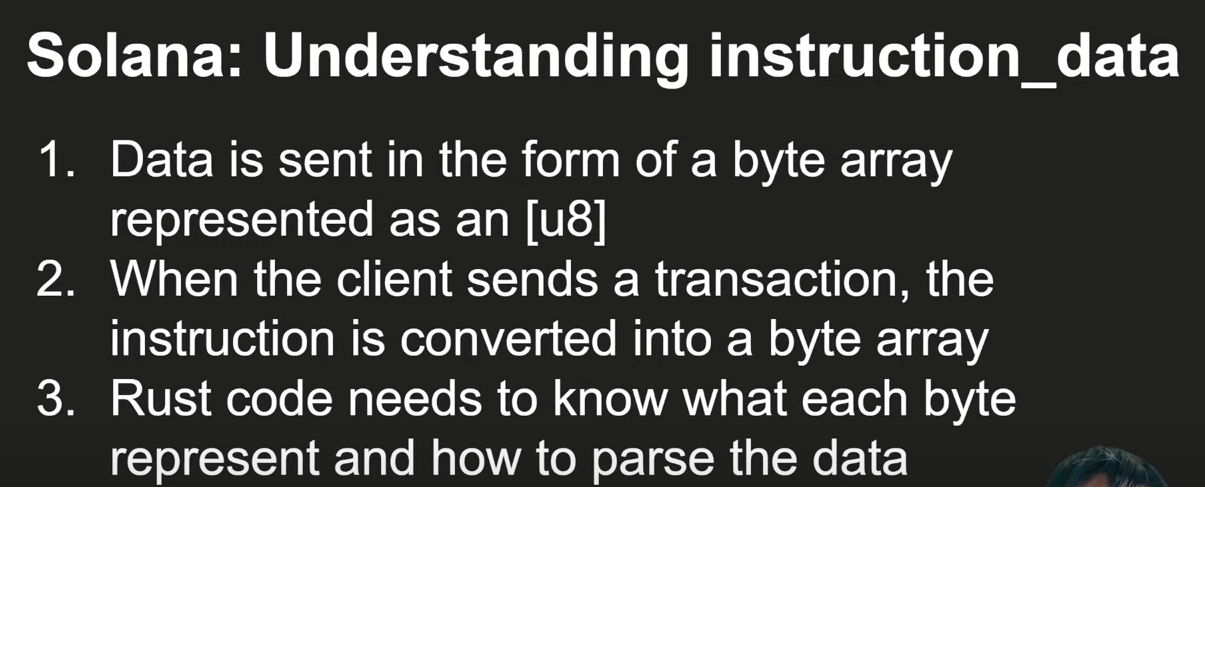 Solana: Understanding instruction_data
1. Data is sent in the form of a byte array
represented as an [u8]
2. When the client sends a transaction, the
instruction is converted into a byte array
3. Rust code needs to know what each byte
represent and how to parse the data